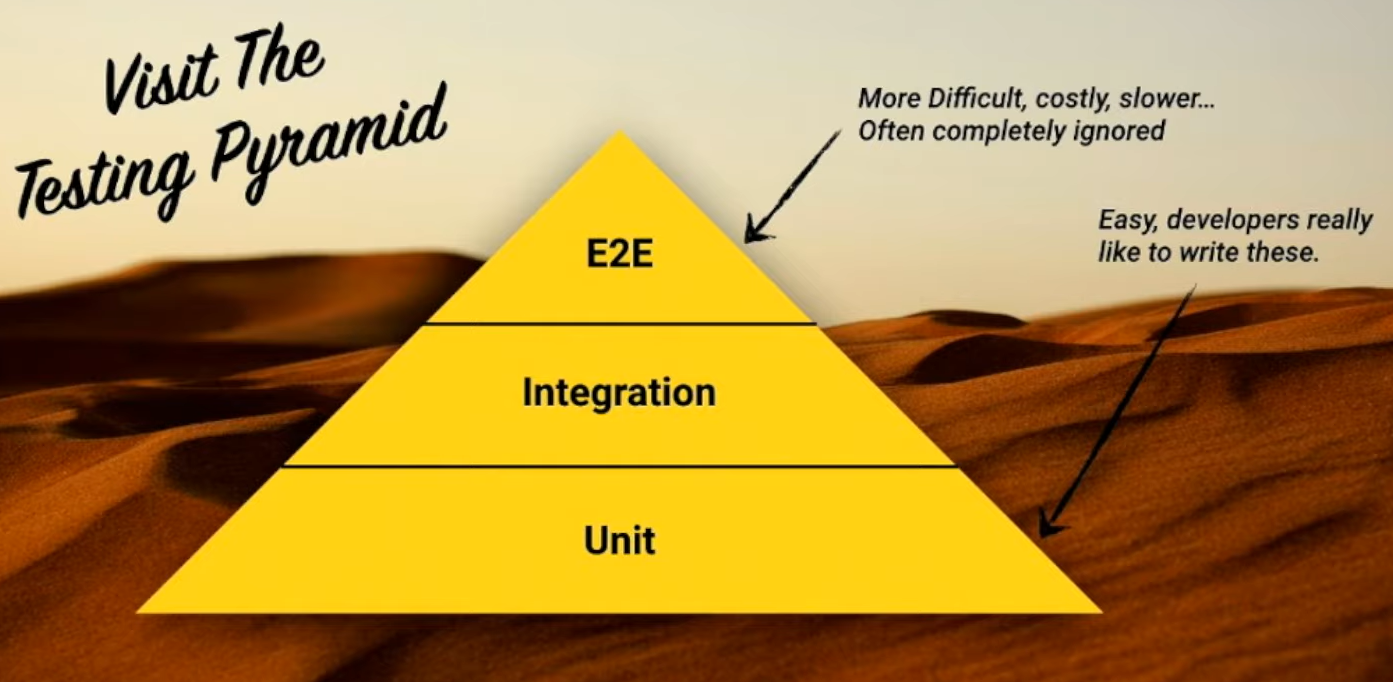 Visit The
Testing Pyramid
More Difficult, costly, slower...
Often completely ignored
Easy, developers really
like to write these.
E2E
Integration
Unit